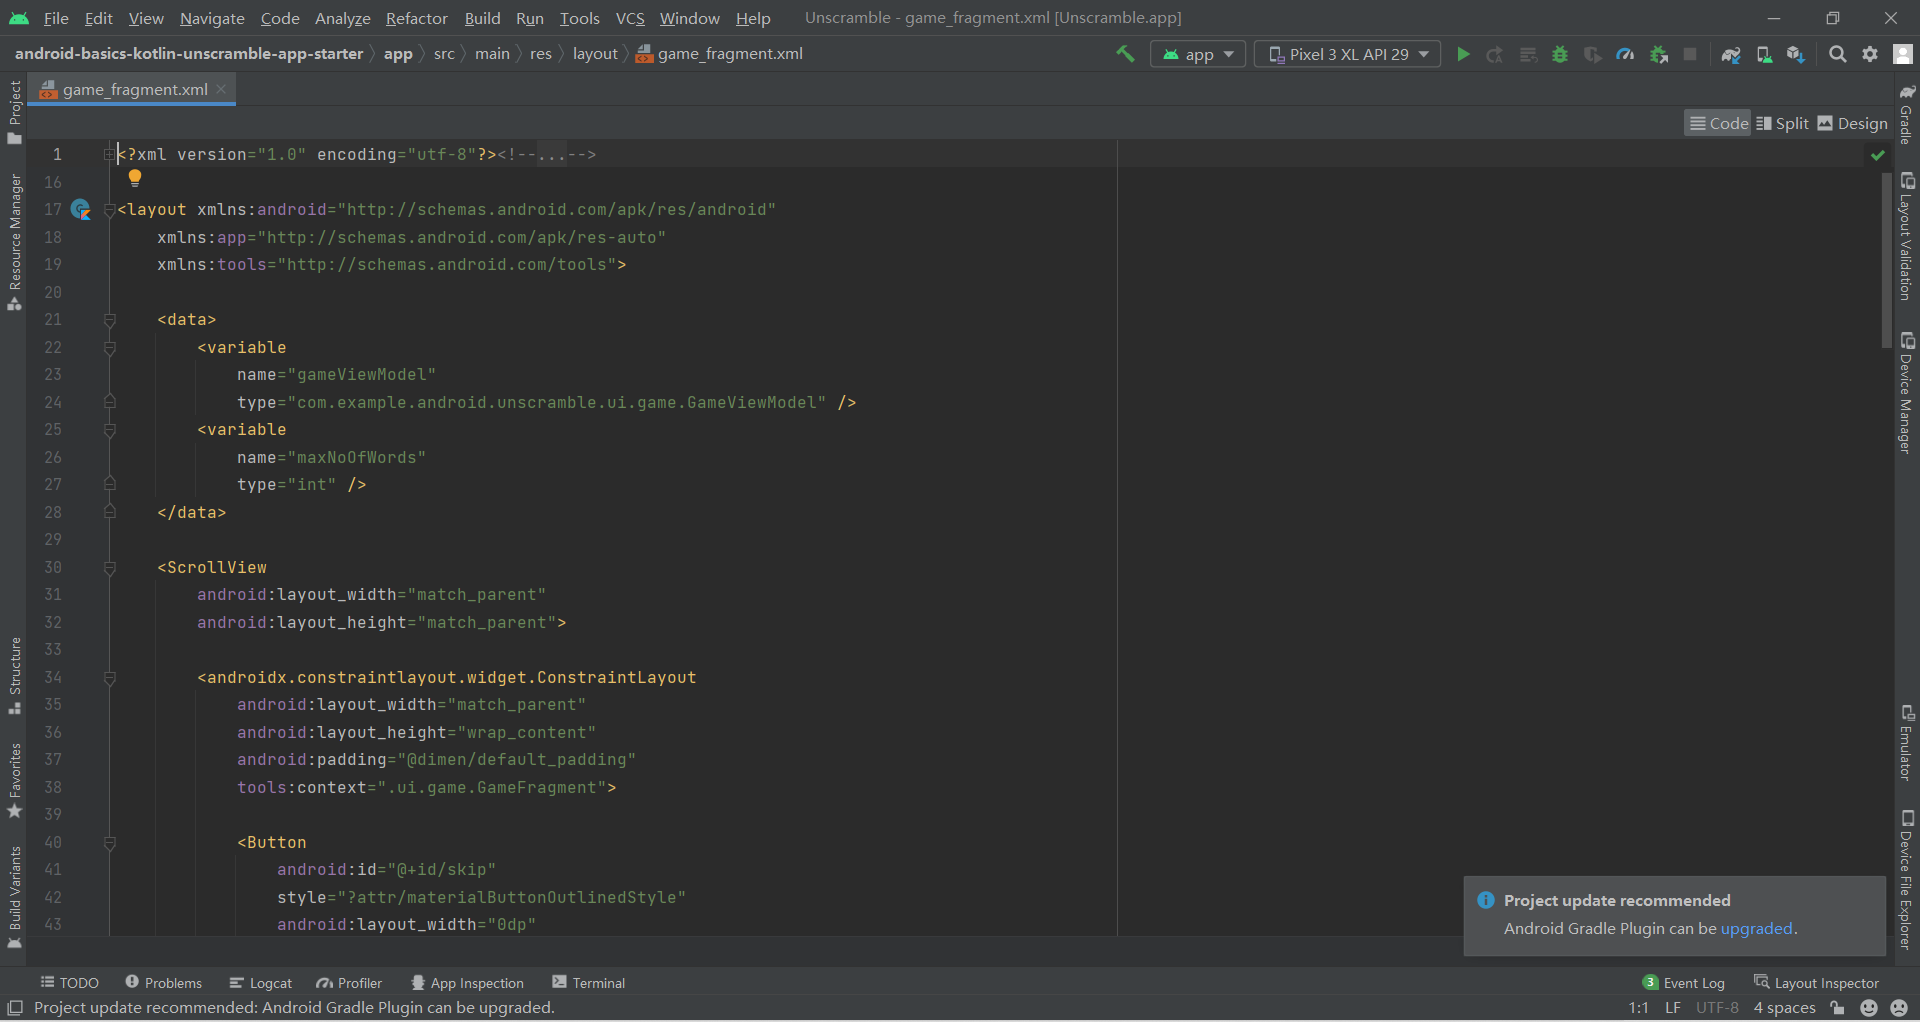 File Edit View Navigate Code Analyze Refactor Build Run Tools VCS Window Help Unscramble - game_fragment.xml [Unscramble.app]
android-basics-kotlin-unscramble-app-starter app src main res layout game_fragment.xml app Pixel 3 XL API 29
game_fragment.xml
Code Split Design
1 <?xml version="1.0" encoding="utf-8"?><!--...-->
16
17 <layout xmlns:android="http://schemas.android.com/apk/res/android"
18 xmlns:app="http://schemas.android.com/apk/res-auto"
19 xmlns:tools="http://schemas.android.com/tools">
20
21 <data>
22 <variable
23 name="gameViewModel"
24 type="com.example.android.unscramble.ui.game.GameViewModel" />
25 <variable
26 name="maxNoOfWords"
27 type="int" />
28 </data>
29
30 <ScrollView
31 android:layout_width="match_parent"
32 android:layout_height="match_parent">
33
34 <androidx.constraintlayout.widget.ConstraintLayout
35 android:layout_width="match_parent"
36 android:layout_height="wrap_content"
37 android:padding="@dimen/default_padding"
38 tools:context=".ui.game.GameFragment">
39
40 <Button
41 android:id="@+id/skip"
42 style="?attr/materialButtonOutlinedStyle"
43 android:layout_width="0dp"
Project
Resource Manager
Structure
Favorites
Build Variants
Gradle
Layout Validation
Device Manager
Emulator
Device File Explorer
Project update recommended
Android Gradle Plugin can be upgraded.
TODO Problems Logcat Profiler App Inspection Terminal 3 Event Log Layout Inspector
Project update recommended: Android Gradle Plugin can be upgraded. 1:1 LF UTF-8 4 spaces